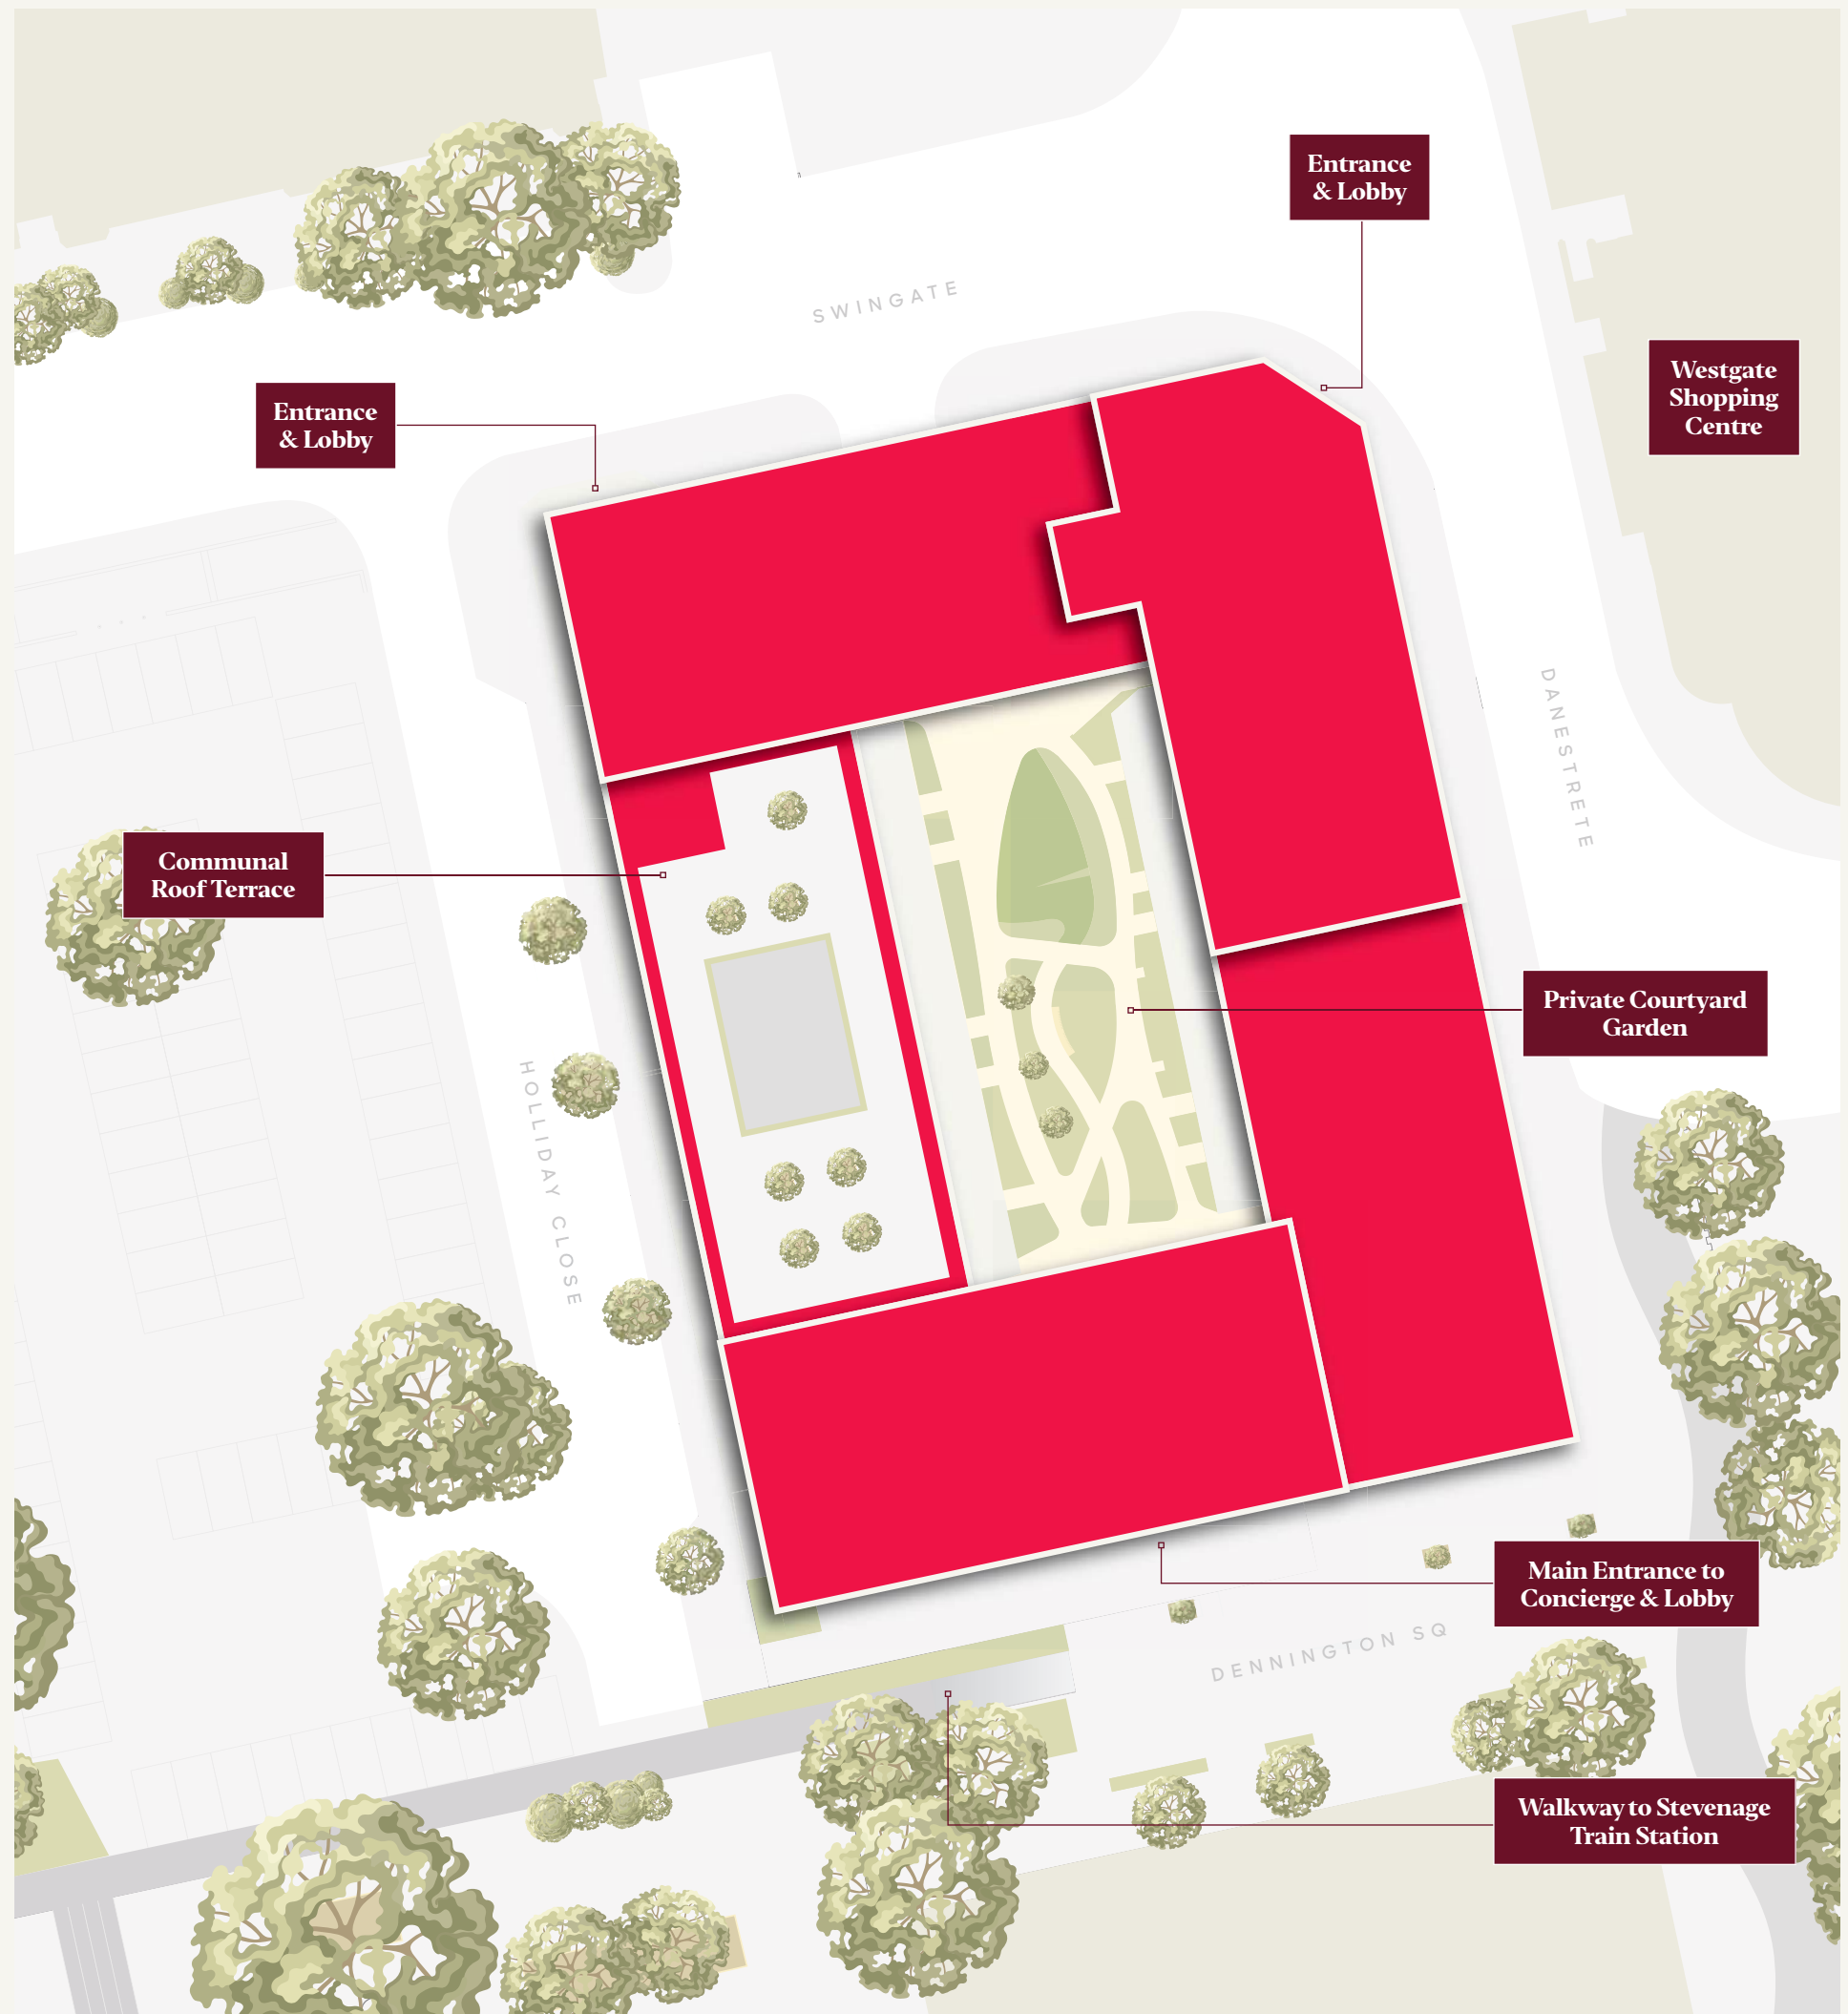 Entrance
& Lobby
SWINGATE
Westgate
Shopping
Centre
Entrance
& Lobby
DANESTRETE
Communal
Roof Terrace
Private Courtyard
Garden
HOLLIDAY CLOSE
Main Entrance to
Concierge & Lobby
DENNINGTON SQ
Walkway to Stevenage
Train Station